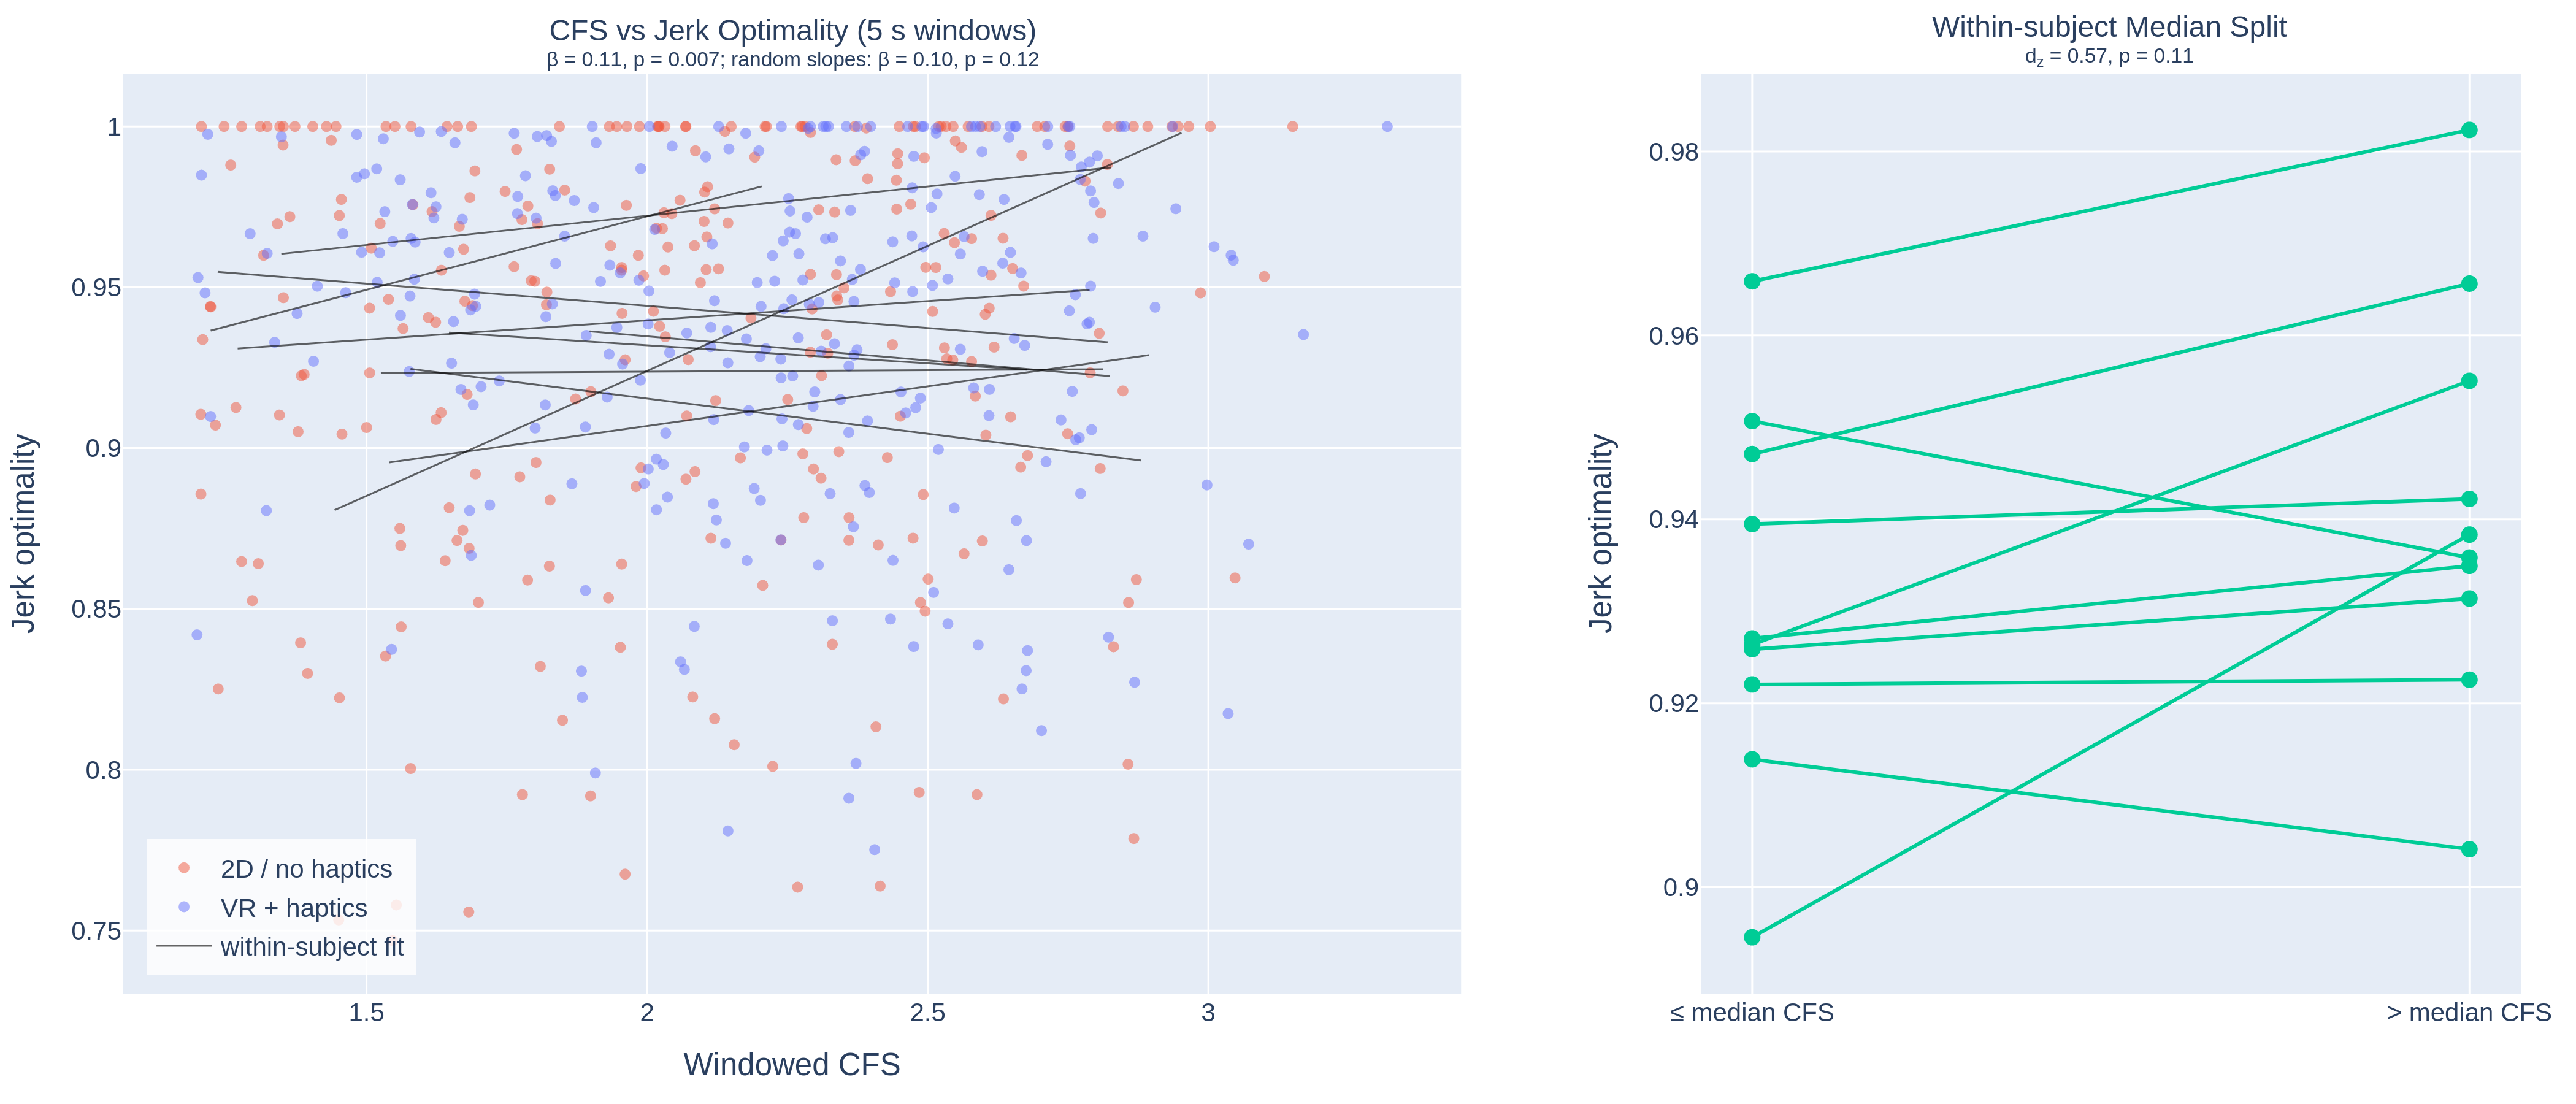 CFS vs Jerk Optimality (5 s windows)
β = 0.11, p = 0.007; random slopes: β = 0.10, p = 0.12
Jerk optimality
1
0.95
0.9
0.85
0.8
0.75
2D / no haptics
VR + haptics
within-subject fit
1.5
2
2.5
3
Windowed CFS
Within-subject Median Split
d_z = 0.57, p = 0.11
Jerk optimality
0.98
0.96
0.94
0.92
0.9
≤ median CFS
> median CFS